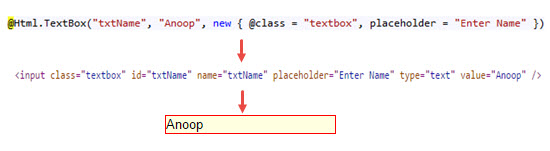 @Html.TextBox("txtName", "Anoop", new { @class = "textbox", placeholder = "Enter Name" })
<input class="textbox" id="txtName" name="txtName" placeholder="Enter Name" type="text" value="Anoop" />
Anoop